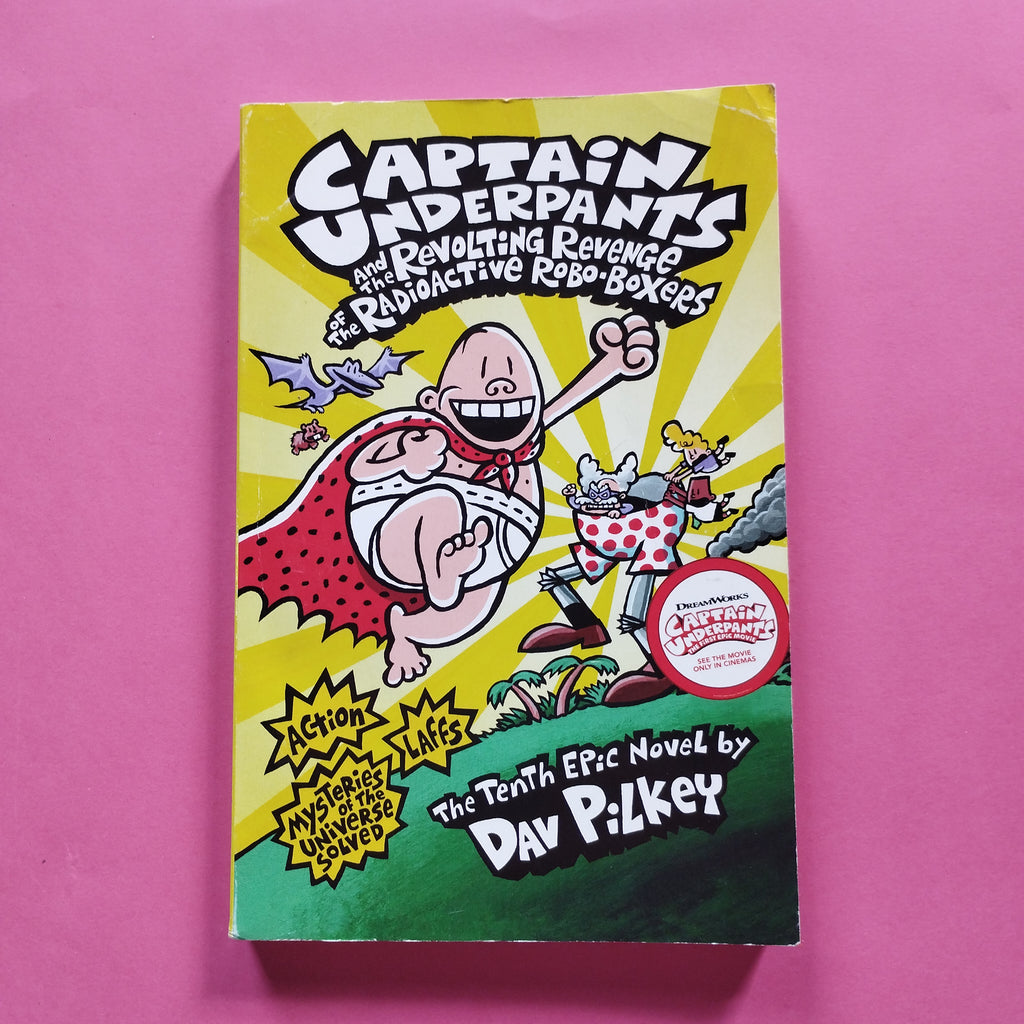 CAPTAiN
UNDERPANTS
And The REVOLTiNG REVENGE
OF The RADiOACTiVE ROBO-BOXERS
DREAMWORKS
CAPTAiN
UNDERPANTS
THE FIRST EPIC MOVIE
SEE THE MOVIE
ONLY IN CINEMAS
ACTiON
LAFFS
MYSTERiES
OF THE
UNiVERSE
SOLVED
The TenTh EPic NoveL by
DAV PiLKEY